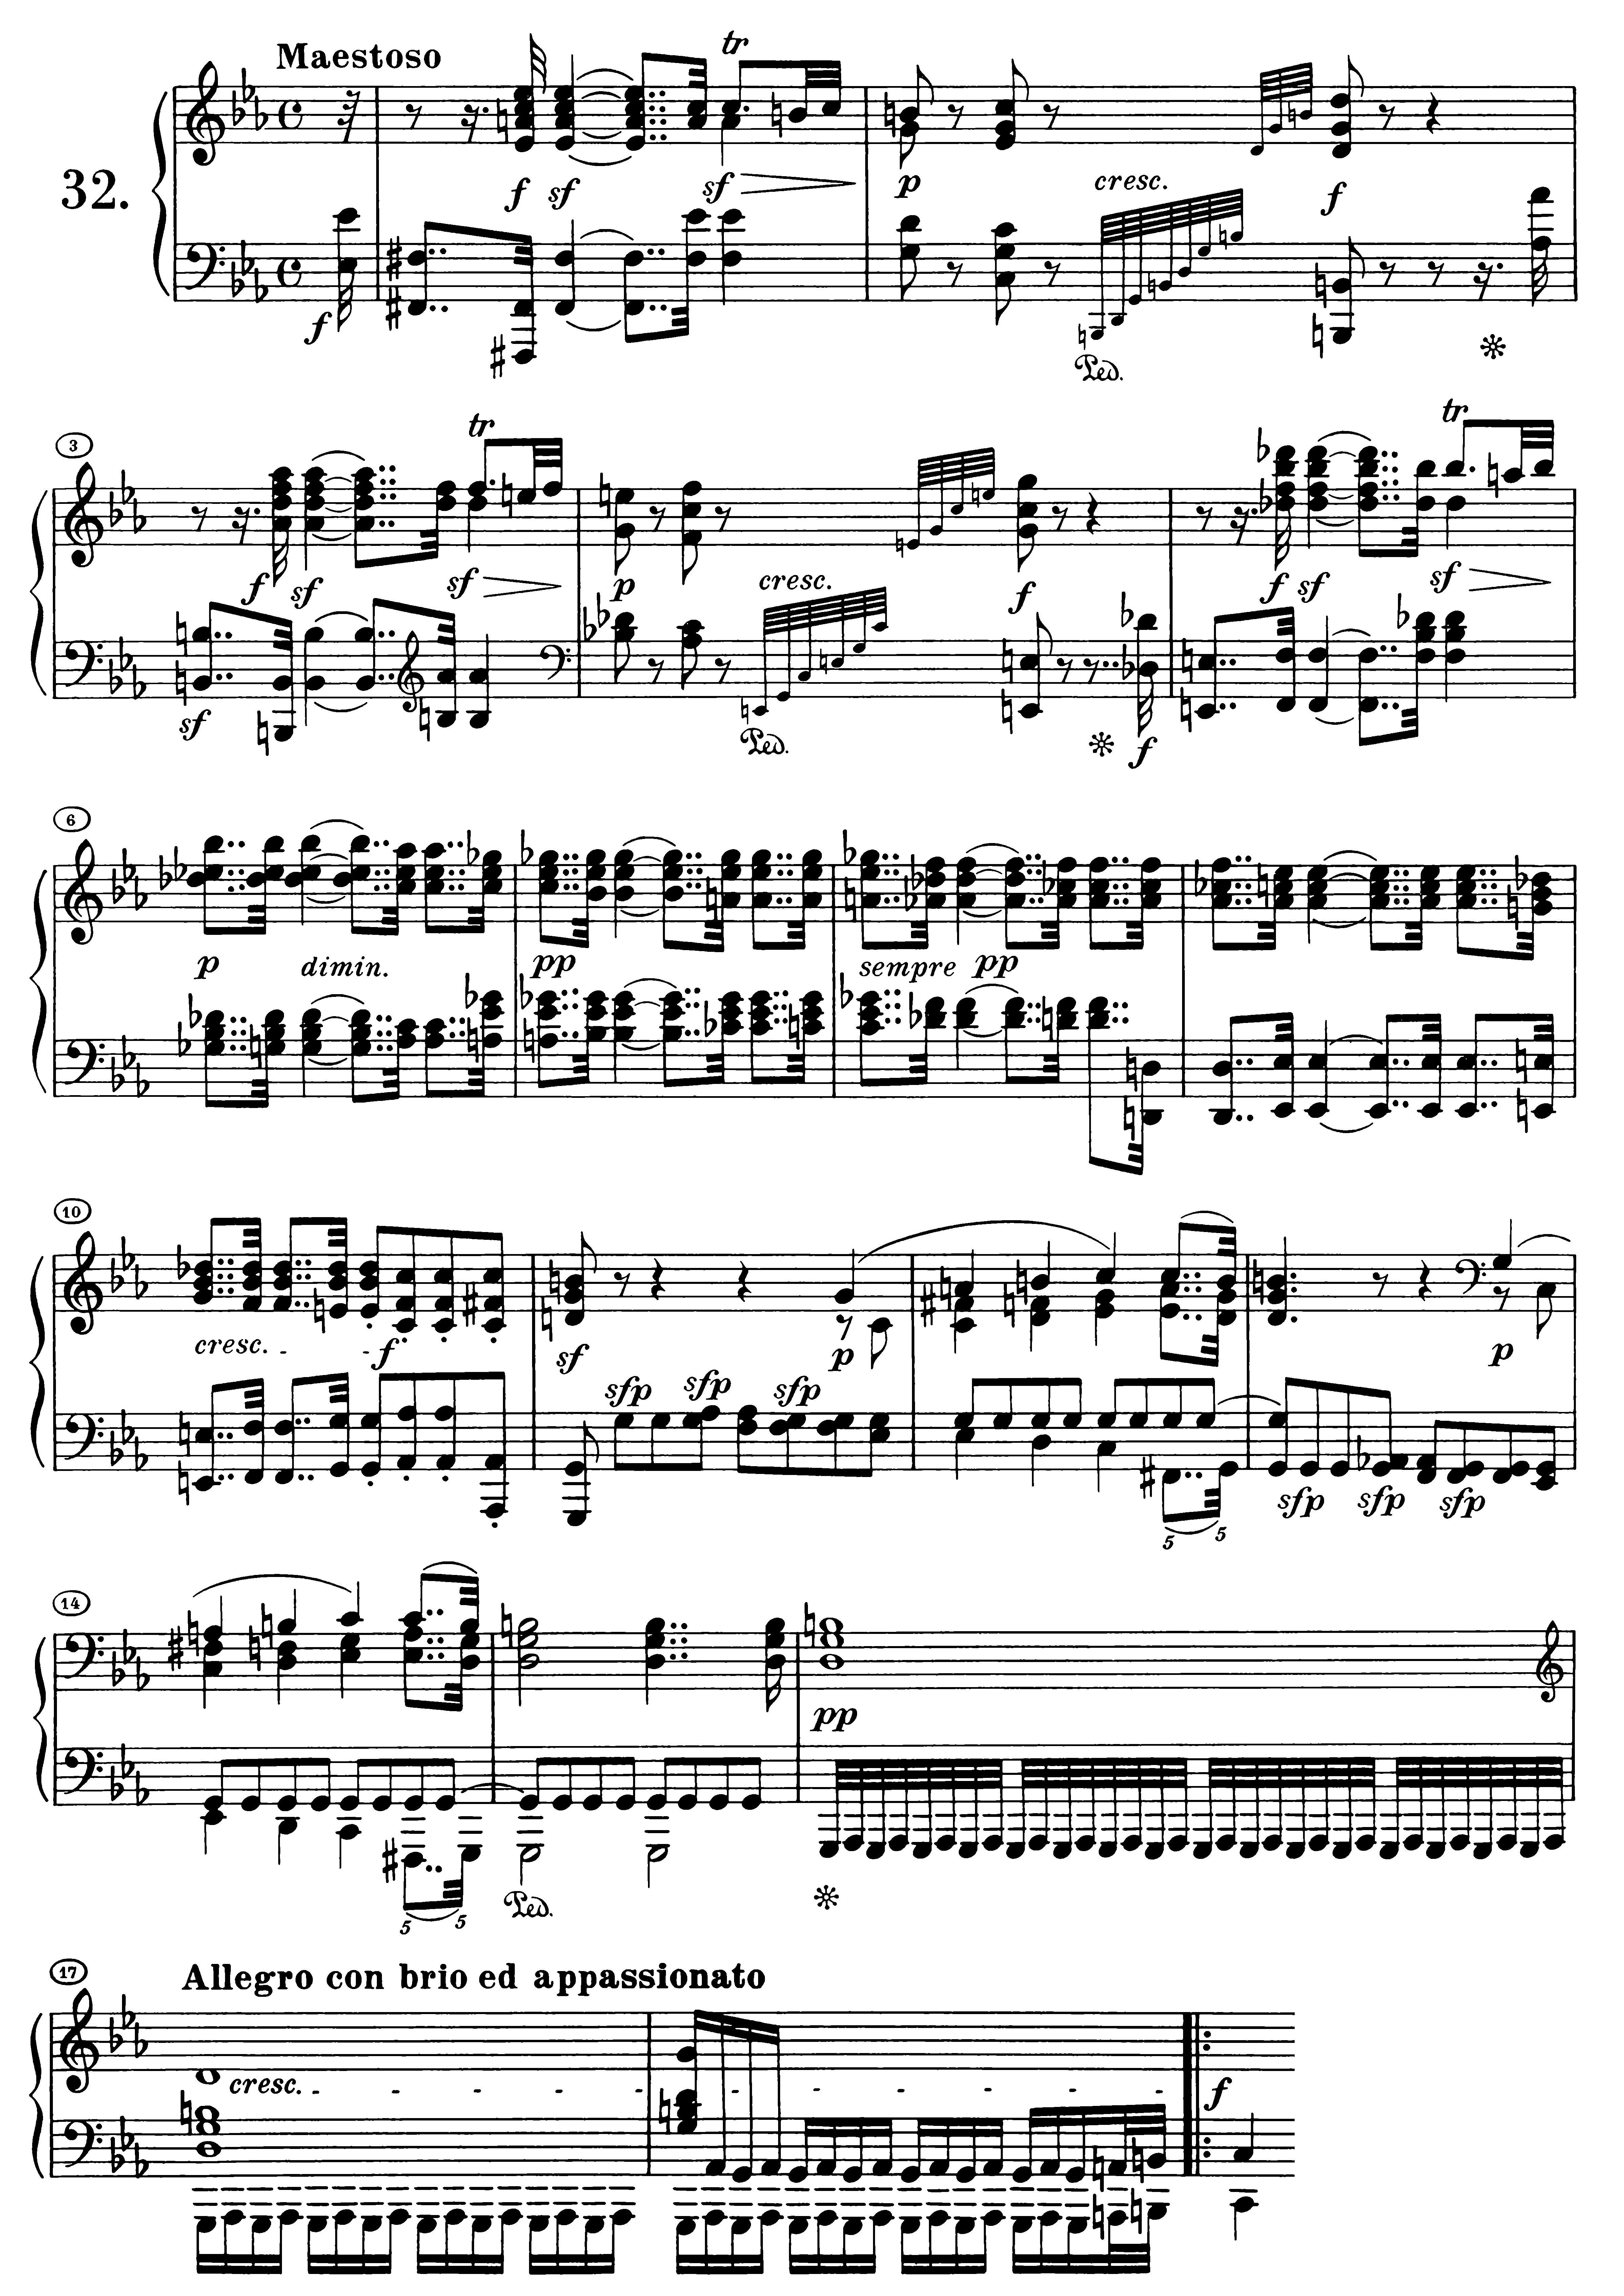 Maestoso
32.
tr
f sf sf p cresc. f
f Ped.
3
tr tr
f sf sf p cresc. f f sf sf
sf Ped. f
6
p dimin. pp sempre pp
10
cresc. - - f sf p p
sfp sfp sfp sfp sfp sfp
5 5
14
pp
5 5 Ped.
17
Allegro con brio ed appassionato
cresc. - - - - - - - - - - - f